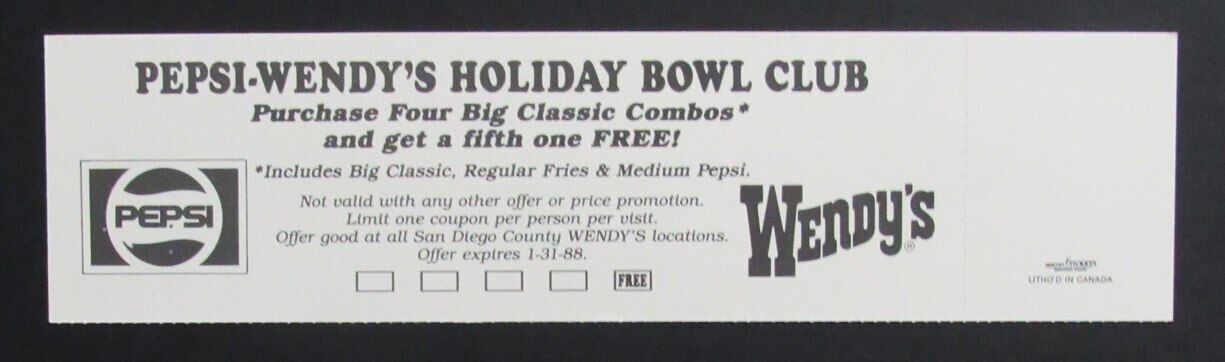 PEPSI-WENDY'S HOLIDAY BOWL CLUB
Purchase Four Big Classic Combos*
and get a fifth one FREE!
*Includes Big Classic, Regular Fries & Medium Pepsi.
Not valid with any other offer or price promotion.
Limit one coupon per person per visit.
Offer good at all San Diego County WENDY'S locations.
Offer expires 1-31-88.
FREE
PEPSI
WENDY'S®
TICKETS
LITHO'D IN CANADA